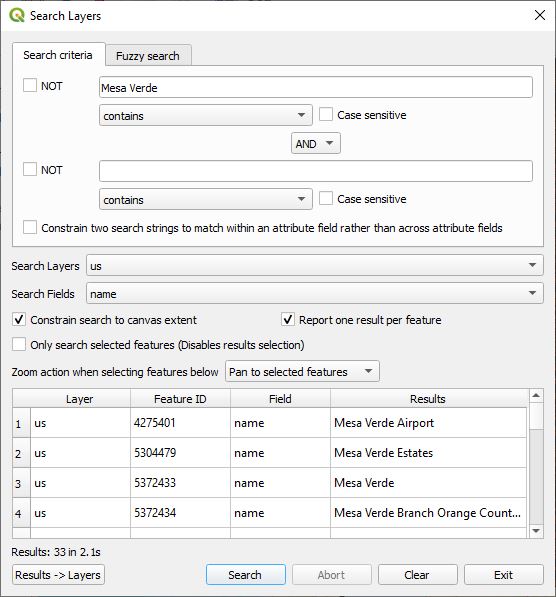 Search Layers
Search criteria
Fuzzy search
NOT
Mesa Verde
contains
Case sensitive
AND
NOT
contains
Case sensitive
Constrain two search strings to match within an attribute field rather than across attribute fields
Search Layers us
Search Fields name
Constrain search to canvas extent
Report one result per feature
Only search selected features (Disables results selection)
Zoom action when selecting features below Pan to selected features
Layer Feature ID Field Results
1 us 4275401 name Mesa Verde Airport
2 us 5304479 name Mesa Verde Estates
3 us 5372433 name Mesa Verde
4 us 5372434 name Mesa Verde Branch Orange Count...
Results: 33 in 2.1s
Results -> Layers Search Abort Clear Exit